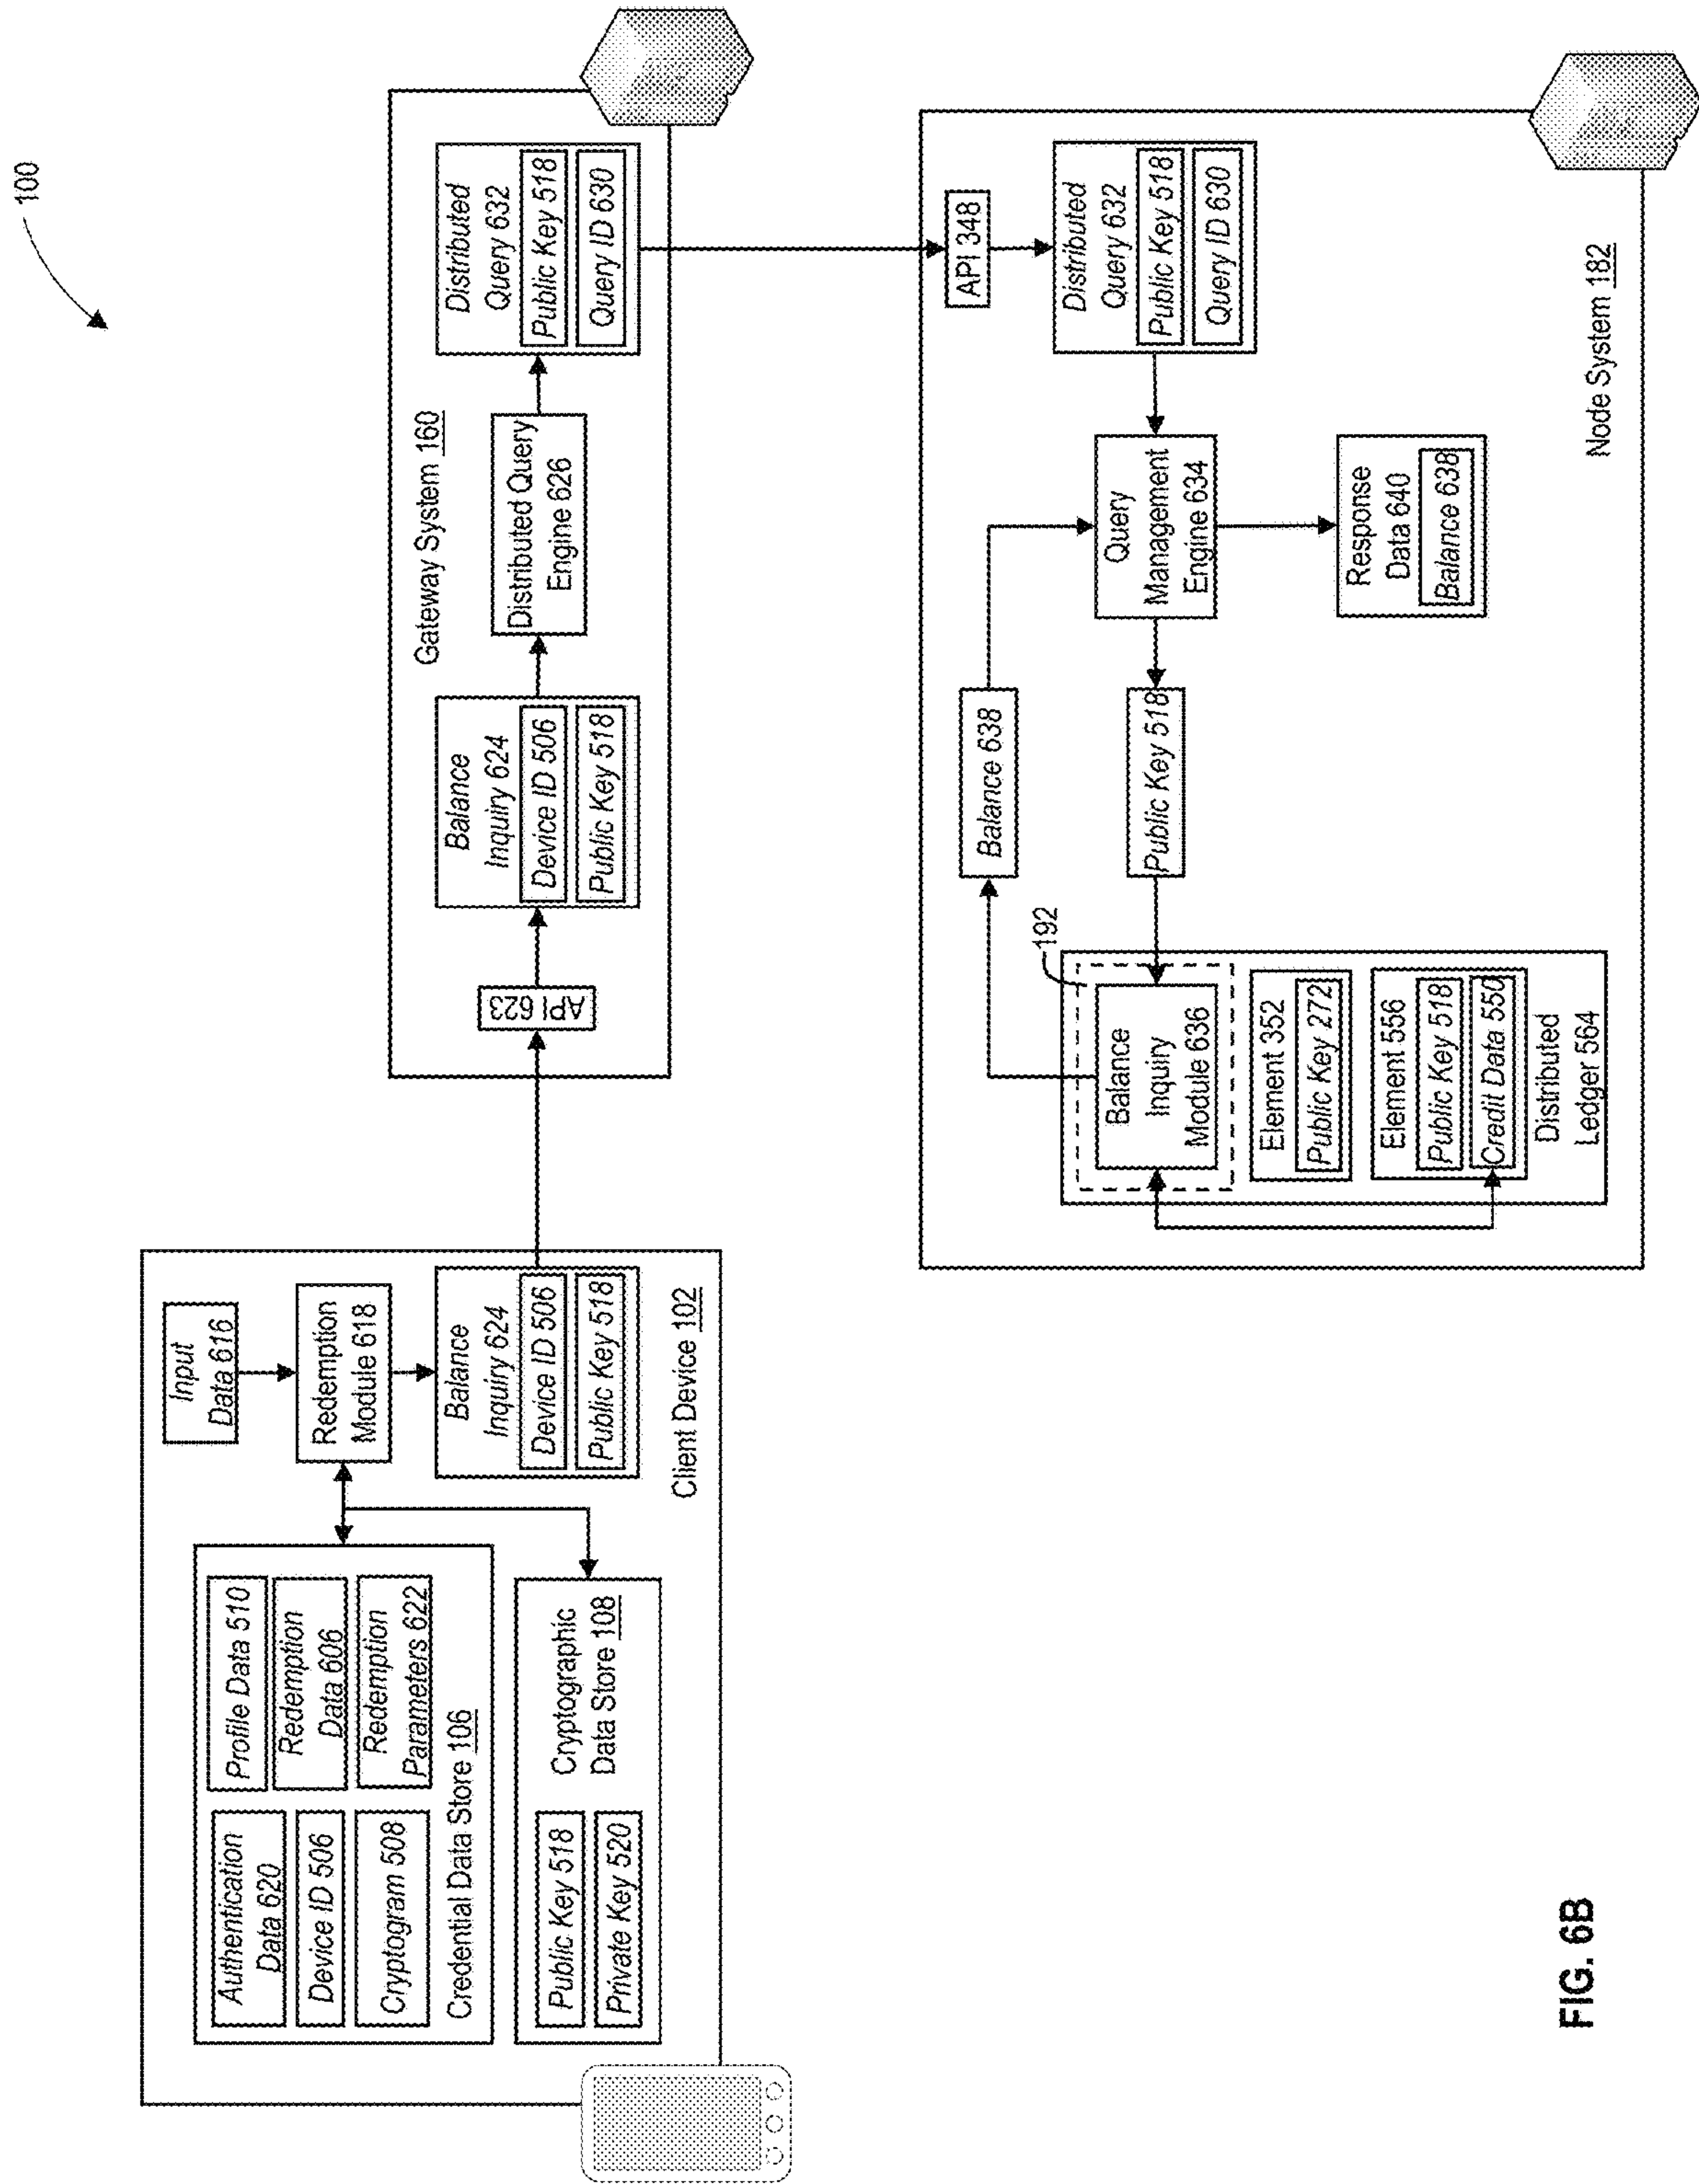 100
Input
Data 616
Redemption
Module 618
Balance
Inquiry 624
Device ID 506
Public Key 518
Client Device 102
Authentication
Data 620
Device ID 506
Cryptogram 508
Profile Data 510
Redemption
Data 606
Redemption
Parameters 622
Credential Data Store 106
Public Key 518
Private Key 520
Cryptographic
Data Store 108
Gateway System 160
API 623
Balance
Inquiry 624
Device ID 506
Public Key 518
Distributed Query
Engine 626
Distributed
Query 632
Public Key 518
Query ID 630
API 348
Distributed
Query 632
Public Key 518
Query ID 630
Query
Management
Engine 634
Response
Data 640
Balance 638
Balance 638
Public Key 518
192
Balance
Inquiry
Module 636
Element 352
Public Key 272
Element 556
Public Key 518
Credit Data 550
Distributed
Ledger 564
Node System 182
FIG. 6B